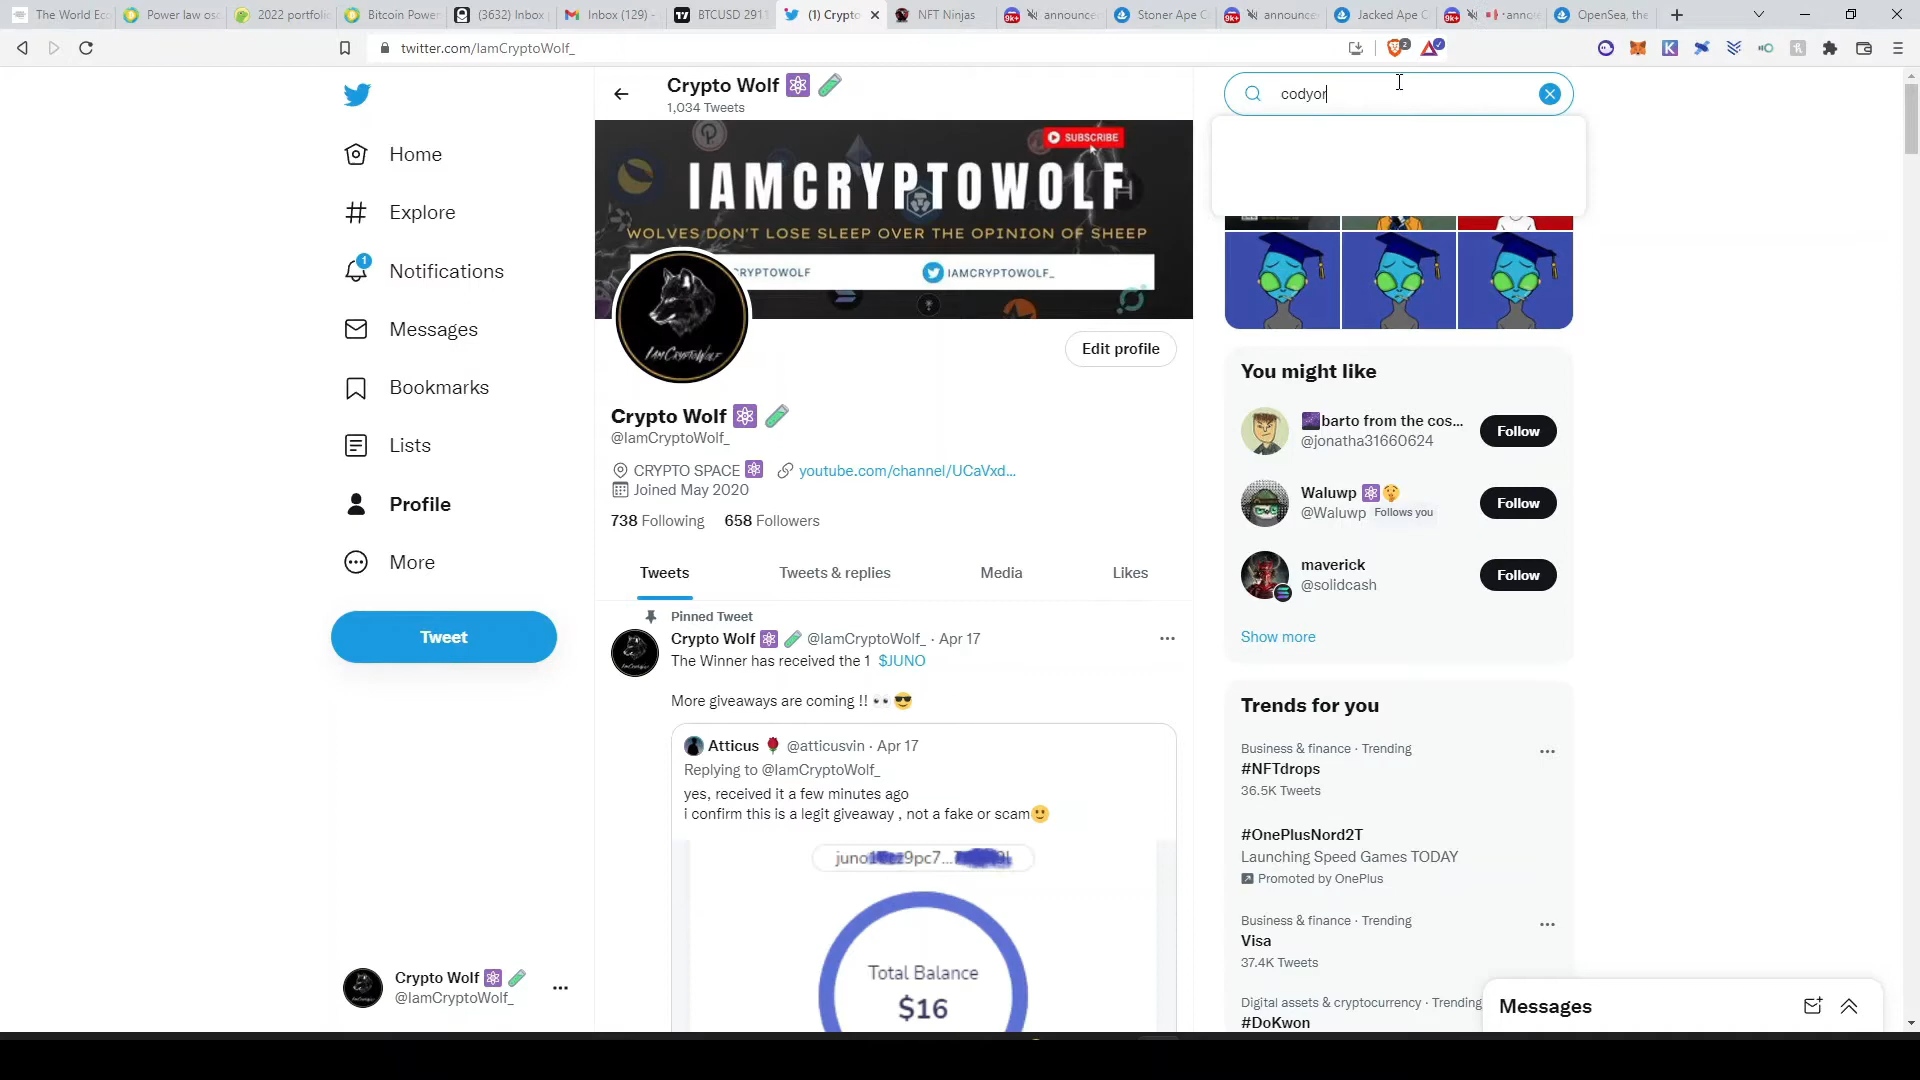 The World Ec
Power law osc
2022 portfolio
Bitcoin Power
(3632) Inbox
Inbox (129) -
BTCUSD 2911
(1) Crypto
NFT Ninjas
announce
Stoner Ape C
announce
Jacked Ape C
OpenSea, the
twitter.com/IamCryptoWolf_
Crypto Wolf
1,034 Tweets
codyor
Home
Explore
Notifications
Messages
Bookmarks
Lists
Profile
More
Tweet
Crypto Wolf
@IamCryptoWolf_
SUBSCRIBE
IAMCRYPTOWOLF
WOLVES DON'T LOSE SLEEP OVER THE OPINION OF SHEEP
CRYPTOWOLF
IAMCRYPTOWOLF_
IAMCRYPTOWOLF
Edit profile
Crypto Wolf
@IamCryptoWolf_
CRYPTO SPACE youtube.com/channel/UCaVxd...
Joined May 2020
738 Following 658 Followers
Tweets Tweets & replies Media Likes
Pinned Tweet
Crypto Wolf @IamCryptoWolf_ · Apr 17
The Winner has received the 1 $JUNO
More giveaways are coming !!
Atticus @atticusvin · Apr 17
Replying to @IamCryptoWolf_
yes, received it a few minutes ago
i confirm this is a legit giveaway , not a fake or scam
Total Balance
$16
You might like
barto from the cos...
@jonatha31660624
Follow
Waluwp
@Waluwp Follows you
Follow
maverick
@solidcash
Follow
Show more
Trends for you
Business & finance · Trending
#NFTdrops
36.5K Tweets
#OnePlusNord2T
Launching Speed Games TODAY
Promoted by OnePlus
Business & finance · Trending
Visa
37.4K Tweets
Digital assets & cryptocurrency · Trending
#DoKwon
Messages